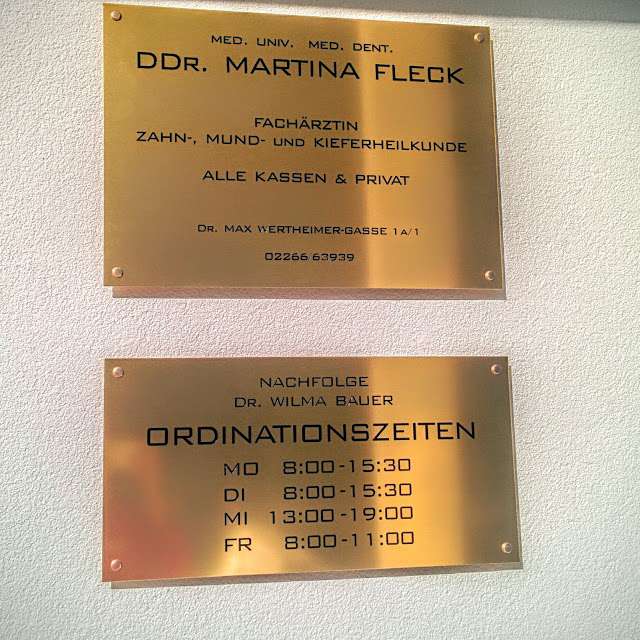 MED. UNIV. MED. DENT.
DDR. MARTINA FLECK
FACHÄRZTIN
ZAHN-, MUND- UND KIEFERHEILKUNDE
ALLE KASSEN & PRIVAT
DR. MAX WERTHEIMER-GASSE 1A/1
02266 63939
NACHFOLGE
DR. WILMA BAUER
ORDINATIONSZEITEN
MO 8:00-15:30
DI 8:00-15:30
MI 13:00-19:00
FR 8:00-11:00